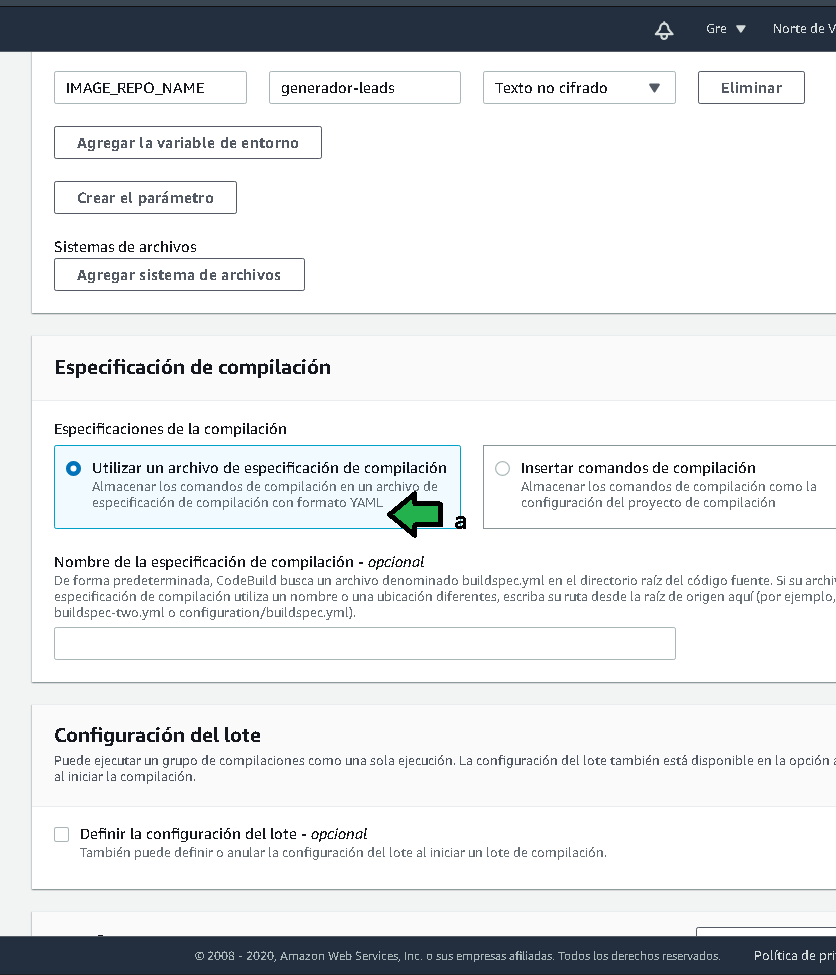 Gre Norte de V
IMAGE_REPO_NAME generador-leads Texto no cifrado Eliminar
Agregar la variable de entorno
Crear el parámetro
Sistemas de archivos
Agregar sistema de archivos
Especificación de compilación
Especificaciones de la compilación
Utilizar un archivo de especificación de compilación
Almacenar los comandos de compilación en un archivo de
especificación de compilación con formato YAML
a
Insertar comandos de compilación
Almacenar los comandos de compilación como la
configuración del proyecto de compilación
Nombre de la especificación de compilación - opcional
De forma predeterminada, CodeBuild busca un archivo denominado buildspec.yml en el directorio raíz del código fuente. Si su archi
especificación de compilación utiliza un nombre o una ubicación diferentes, escriba su ruta desde la raíz de origen aquí (por ejemplo,
buildspec-two.yml o configuration/buildspec.yml).
Configuración del lote
Puede ejecutar un grupo de compilaciones como una sola ejecución. La configuración del lote también está disponible en la opción a
al iniciar la compilación.
Definir la configuración del lote - opcional
También puede definir o anular la configuración del lote al iniciar un lote de compilación.
© 2008 - 2020, Amazon Web Services, Inc. o sus empresas afiliadas. Todos los derechos reservados. Política de pri